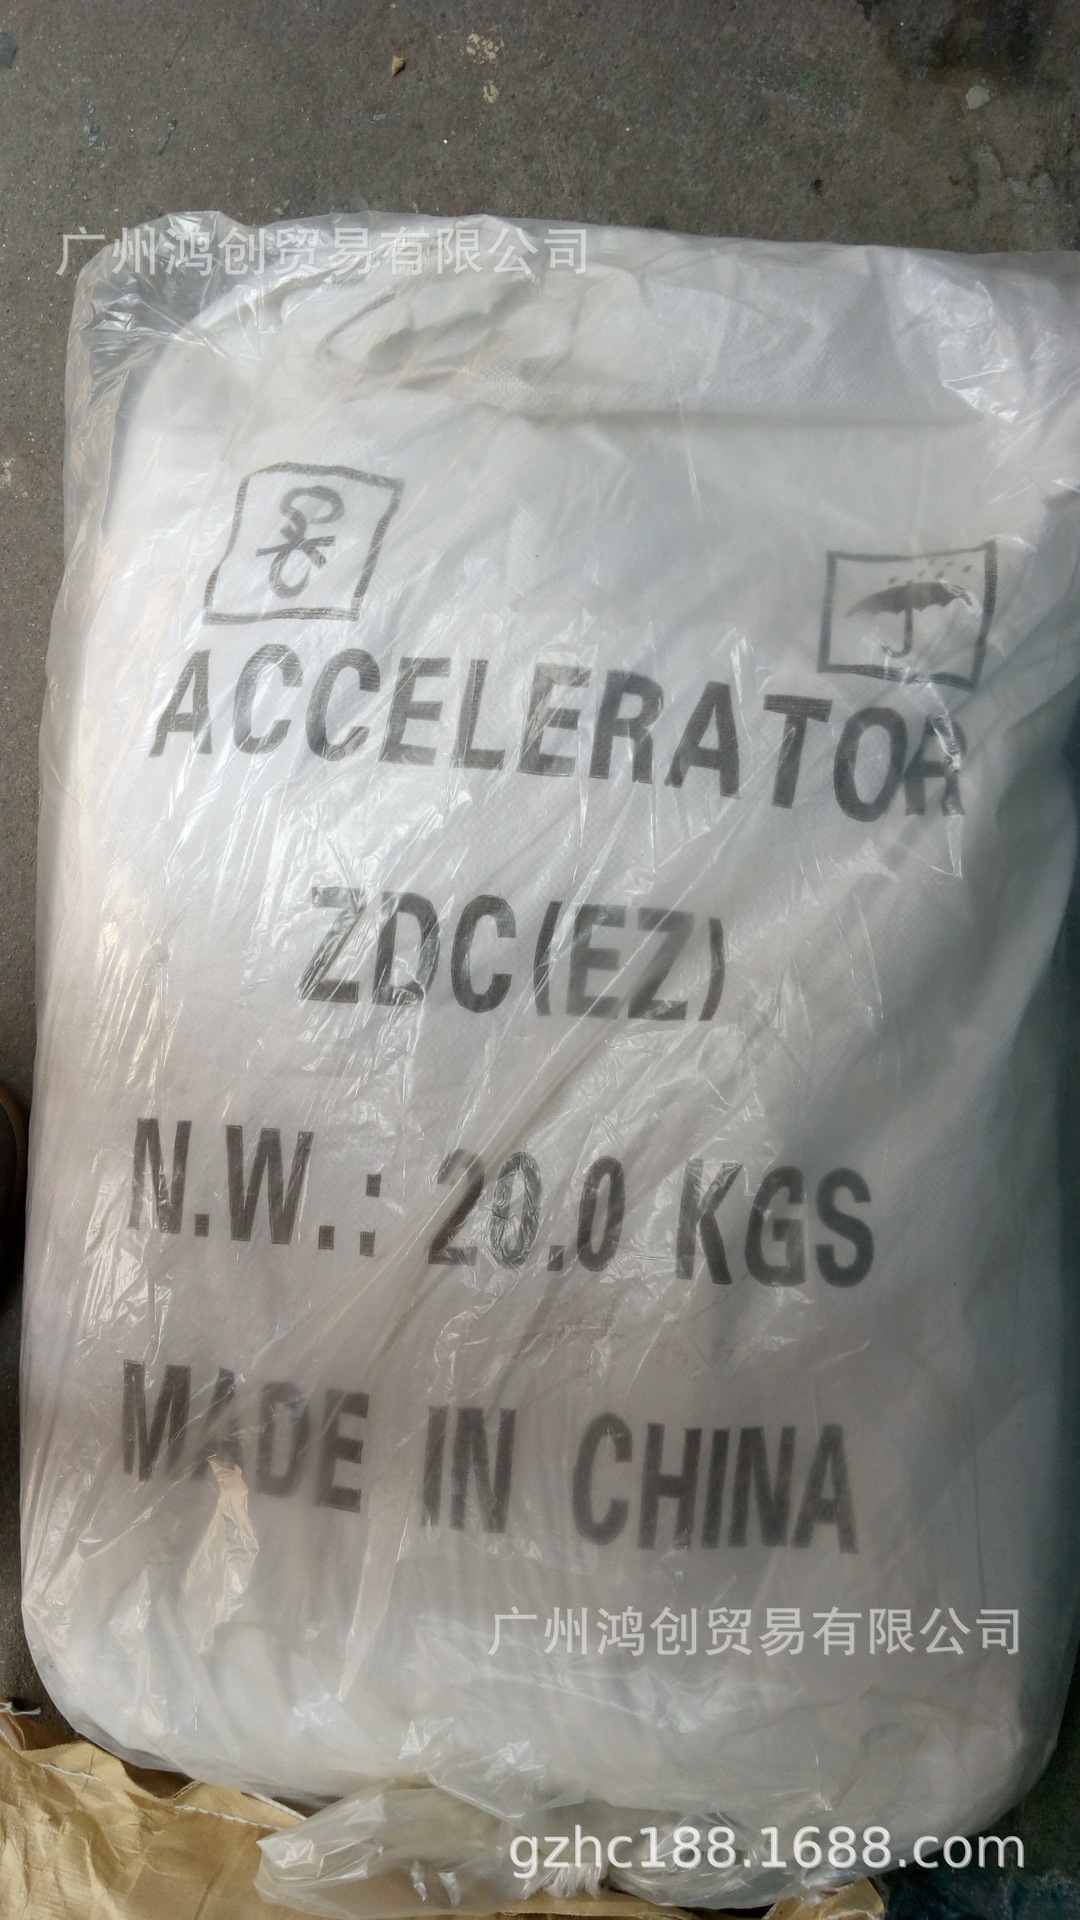 广州鸿创贸易有限公司
ACCELERATOR
ZDC(EZ)
N.W.: 20.0 KGS
MADE IN CHINA
广州鸿创贸易有限公司
gzhc188.1688.com